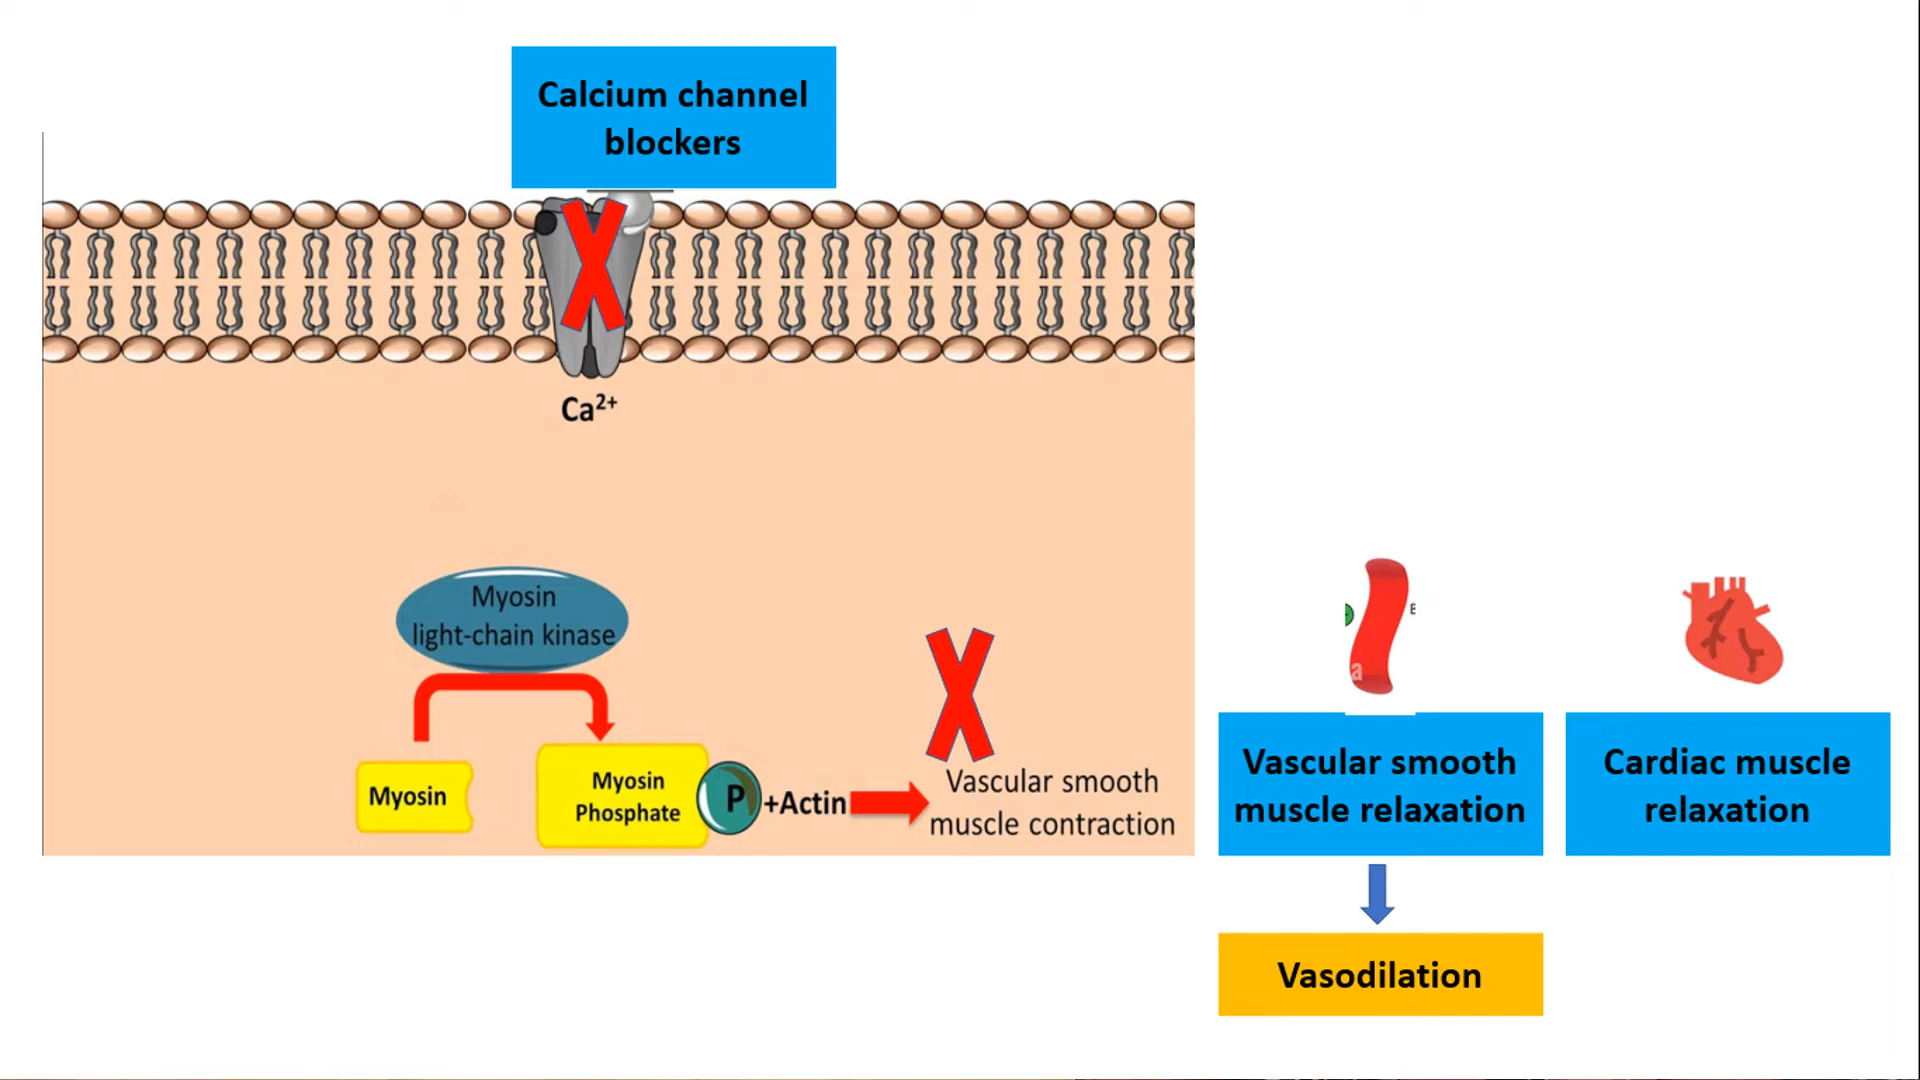 Calcium channel
blockers
Ca²⁺
Myosin
light-chain kinase
Myosin
Myosin
Phosphate
P
+Actin
Vascular smooth
muscle contraction
E
a
Vascular smooth
muscle relaxation
Cardiac muscle
relaxation
Vasodilation